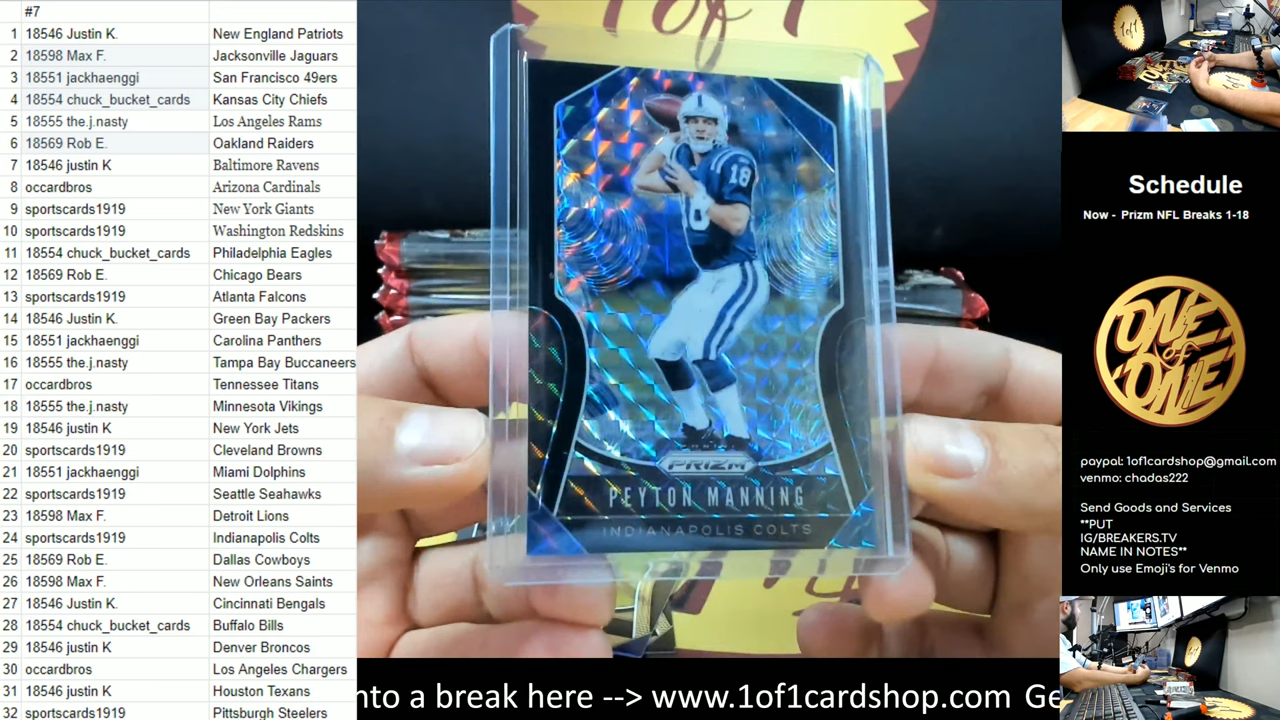 #7
1 18546 Justin K. New England Patriots
2 18598 Max F. Jacksonville Jaguars
3 18551 jackhaenggi San Francisco 49ers
4 18554 chuck_bucket_cards Kansas City Chiefs
5 18555 the.j.nasty Los Angeles Rams
6 18569 Rob E. Oakland Raiders
7 18546 justin K Baltimore Ravens
8 occardbros Arizona Cardinals
9 sportscards1919 New York Giants
10 sportscards1919 Washington Redskins
11 18554 chuck_bucket_cards Philadelphia Eagles
12 18569 Rob E. Chicago Bears
13 sportscards1919 Atlanta Falcons
14 18546 Justin K. Green Bay Packers
15 18551 jackhaenggi Carolina Panthers
16 18555 the.j.nasty Tampa Bay Buccaneers
17 occardbros Tennessee Titans
18 18555 the.j.nasty Minnesota Vikings
19 18546 justin K New York Jets
20 sportscards1919 Cleveland Browns
21 18551 jackhaenggi Miami Dolphins
22 sportscards1919 Seattle Seahawks
23 18598 Max F. Detroit Lions
24 sportscards1919 Indianapolis Colts
25 18569 Rob E. Dallas Cowboys
26 18598 Max F. New Orleans Saints
27 18546 Justin K. Cincinnati Bengals
28 18554 chuck_bucket_cards Buffalo Bills
29 18546 justin K Denver Broncos
30 occardbros Los Angeles Chargers
31 18546 justin K Houston Texans
32 sportscards1919 Pittsburgh Steelers
18
18
PRIZM
PEYTON MANNING
INDIANAPOLIS COLTS
nto a break here --> www.1of1cardshop.com Ge
1of1
Schedule
Now - Prizm NFL Breaks 1-18
ONE
of
ONE
paypal: 1of1cardshop@gmail.com
venmo: chadas222
Send Goods and Services
**PUT
IG/BREAKERS.TV
NAME IN NOTES**
Only use Emoji's for Venmo